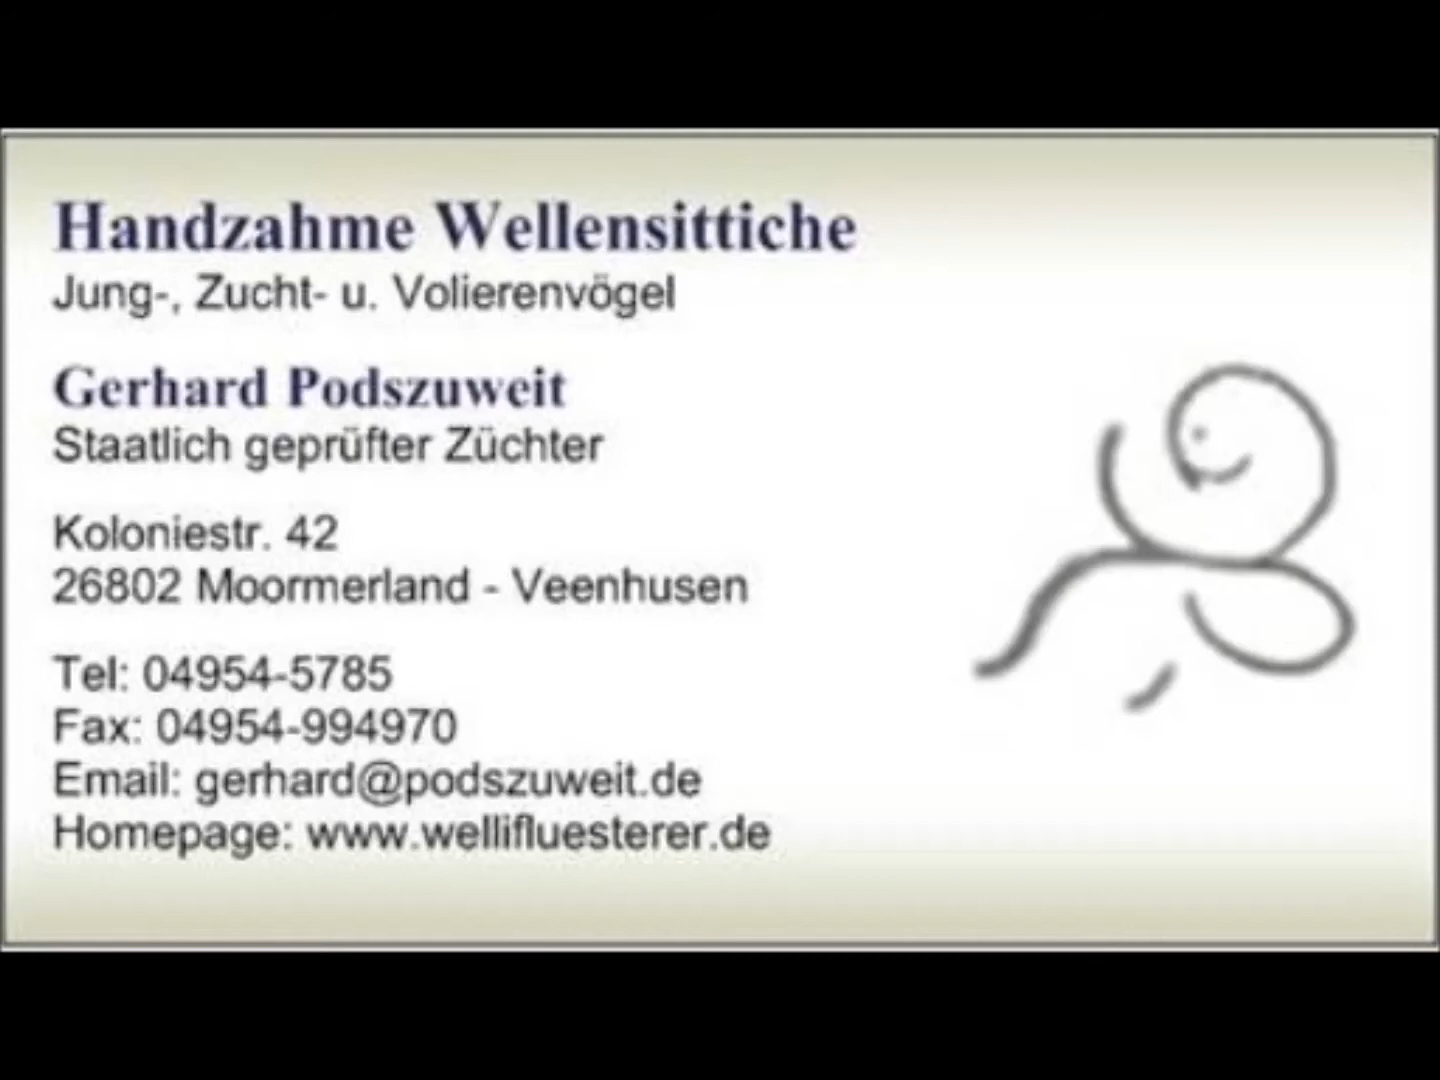 Handzahme Wellensittiche
Jung-, Zucht- u. Volierenvögel
Gerhard Podszuweit
Staatlich geprüfter Züchter
Koloniestr. 42
26802 Moormerland - Veenhusen
Tel: 04954-5785
Fax: 04954-994970
Email: gerhard@podszuweit.de
Homepage: www.wellifluesterer.de